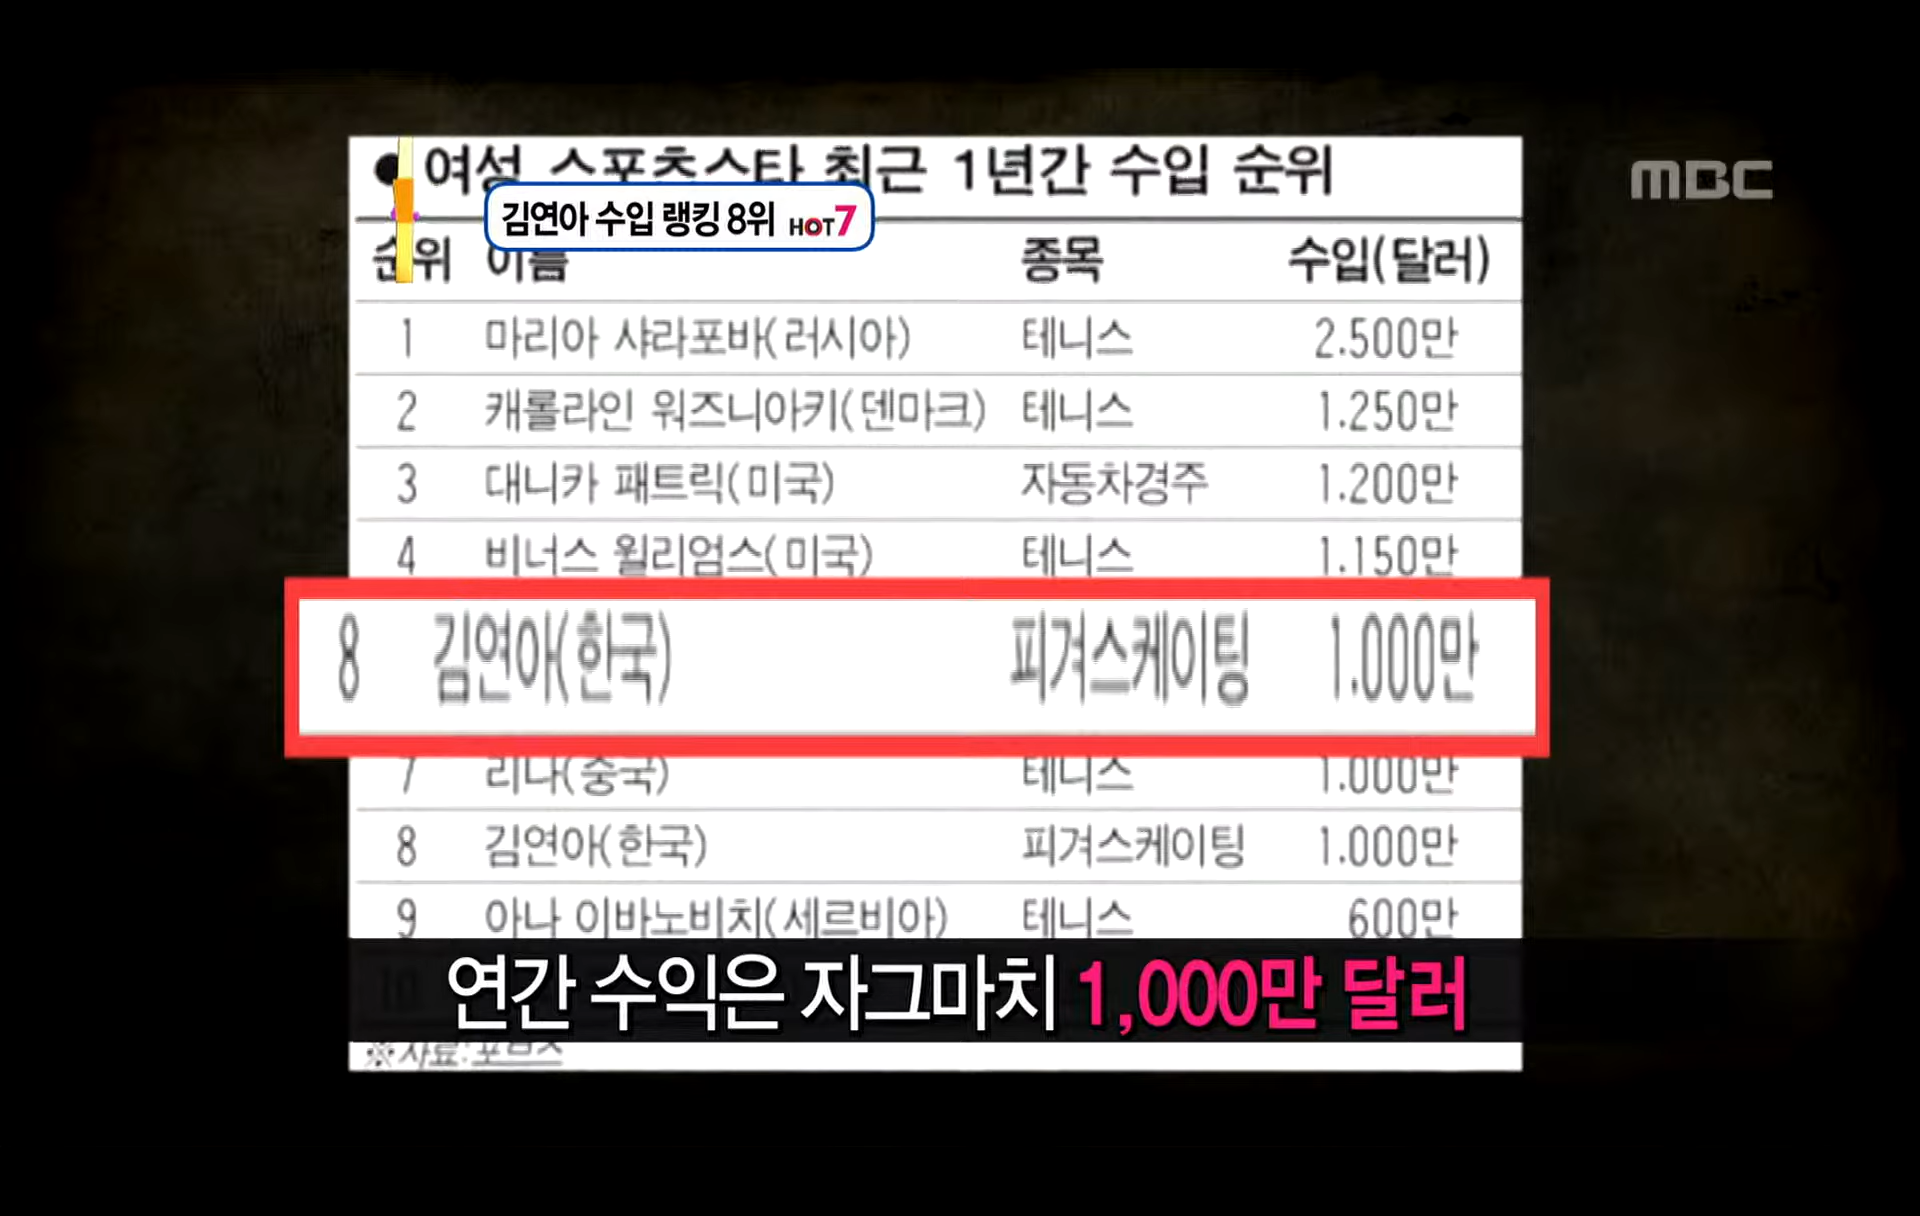 ● 여성 스포츠스타 최근 1년간 수입 순위
MBC
김연아 수입 랭킹 8위 HOT7
순위 이름 종목 수입(달러)
1 마리아 샤라포바(러시아) 테니스 2.500만
2 캐롤라인 워즈니아키(덴마크) 테니스 1.250만
3 대니카 패트릭(미국) 자동차경주 1.200만
4 비너스 윌리엄스(미국) 테니스 1.150만
8 김연아(한국) 피겨스케이팅 1.000만
7 리나(중국) 테니스 1.000만
8 김연아(한국) 피겨스케이팅 1.000만
9 아나 이바노비치(세르비아) 테니스 600만
10
연간 수익은 자그마치 1,000만 달러
※자료:포브스